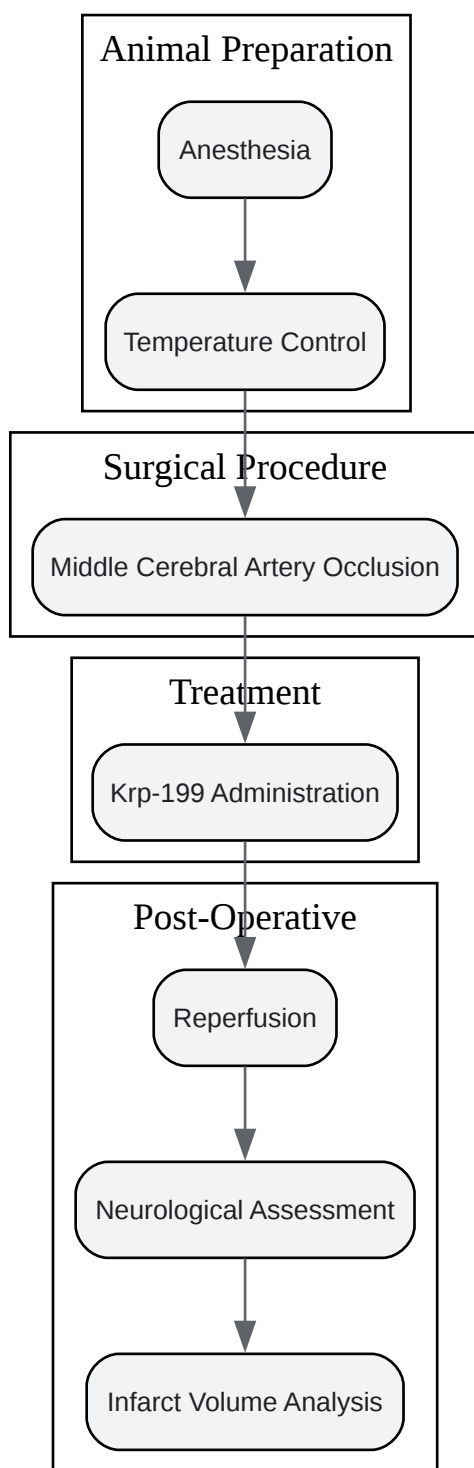 Animal Preparation
Anesthesia
Temperature Control
Surgical Procedure
Middle Cerebral Artery Occlusion
Treatment
Krp-199 Administration
Post-Operative
Reperfusion
Neurological Assessment
Infarct Volume Analysis